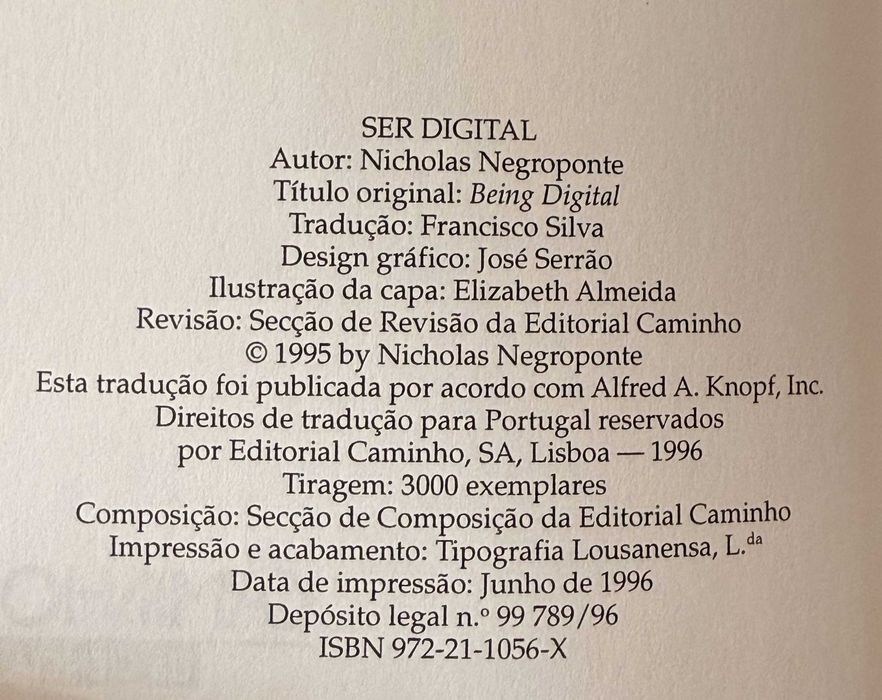 SER DIGITAL
Autor: Nicholas Negroponte
Título original: Being Digital
Tradução: Francisco Silva
Design gráfico: José Serrão
Ilustração da capa: Elizabeth Almeida
Revisão: Secção de Revisão da Editorial Caminho
© 1995 by Nicholas Negroponte
Esta tradução foi publicada por acordo com Alfred A. Knopf, Inc.
Direitos de tradução para Portugal reservados
por Editorial Caminho, SA, Lisboa — 1996
Tiragem: 3000 exemplares
Composição: Secção de Composição da Editorial Caminho
Impressão e acabamento: Tipografia Lousanensa, L.da
Data de impressão: Junho de 1996
Depósito legal n.º 99 789/96
ISBN 972-21-1056-X